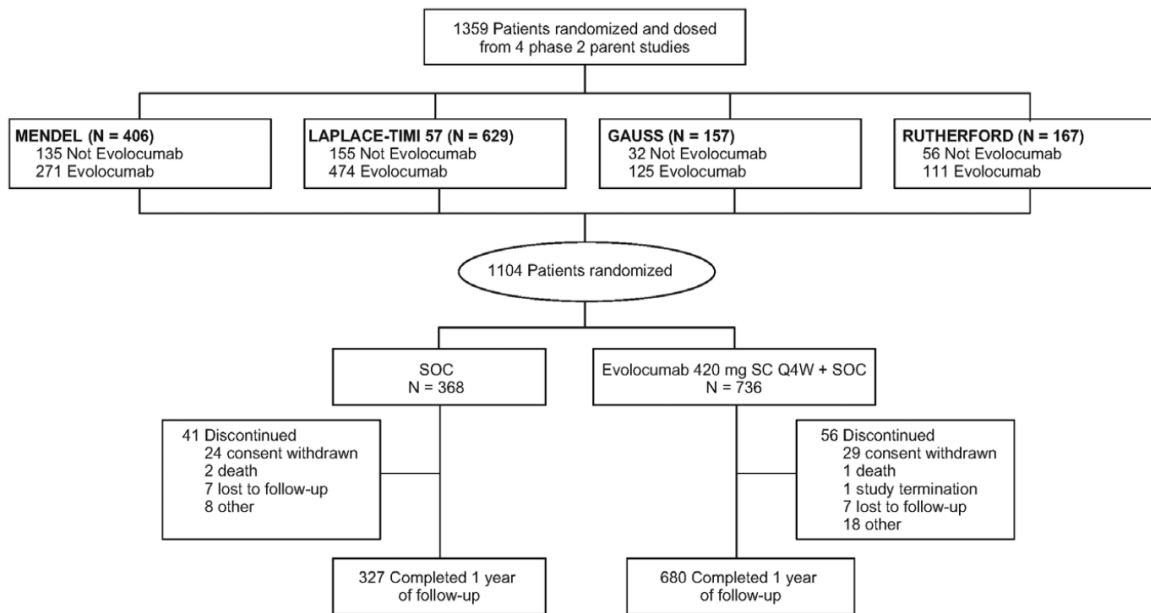 1359 Patients randomized and dosed
from 4 phase 2 parent studies
MENDEL (N = 406)
135 Not Evolocumab
271 Evolocumab
LAPLACE-TIMI 57 (N = 629)
155 Not Evolocumab
474 Evolocumab
GAUSS (N = 157)
32 Not Evolocumab
125 Evolocumab
RUTHERFORD (N = 167)
56 Not Evolocumab
111 Evolocumab
1104 Patients randomized
SOC
N = 368
Evolocumab 420 mg SC Q4W + SOC
N = 736
41 Discontinued
24 consent withdrawn
2 death
7 lost to follow-up
8 other
56 Discontinued
29 consent withdrawn
1 death
1 study termination
7 lost to follow-up
18 other
327 Completed 1 year
of follow-up
680 Completed 1 year
of follow-up